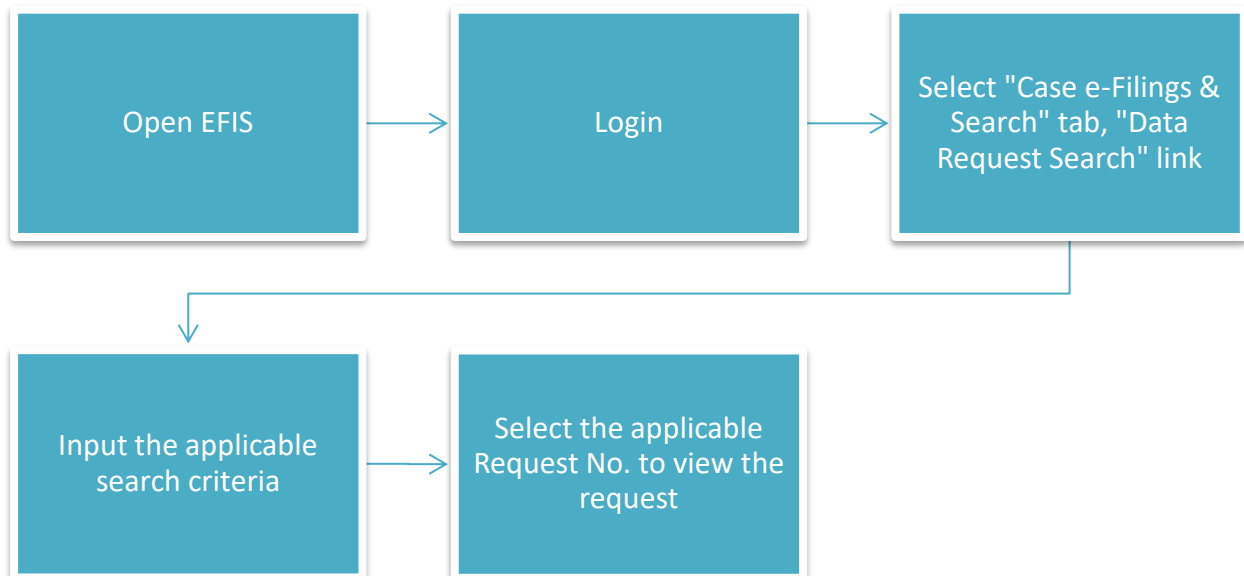 Open EFIS
Login
Select "Case e-Filings &
Search" tab, "Data
Request Search" link
Input the applicable
search criteria
Select the applicable
Request No. to view the
request